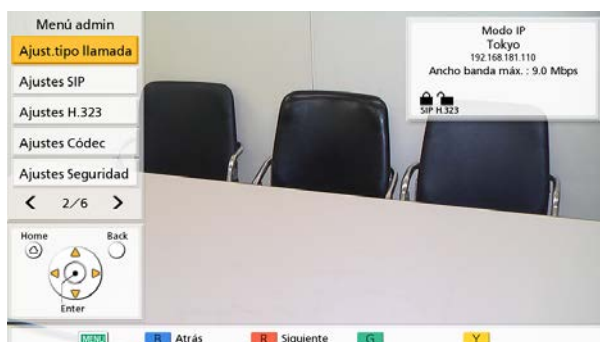 Menú admin
Ajust.tipo llamada
Ajustes SIP
Ajustes H.323
Ajustes Códec
Ajustes Seguridad
2/6
Home
Back
Enter
Modo IP
Tokyo
192.168.181.110
Ancho banda máx. : 9.0 Mbps
SIP H.323
MENU
B Atrás
R Siguiente
G
Y